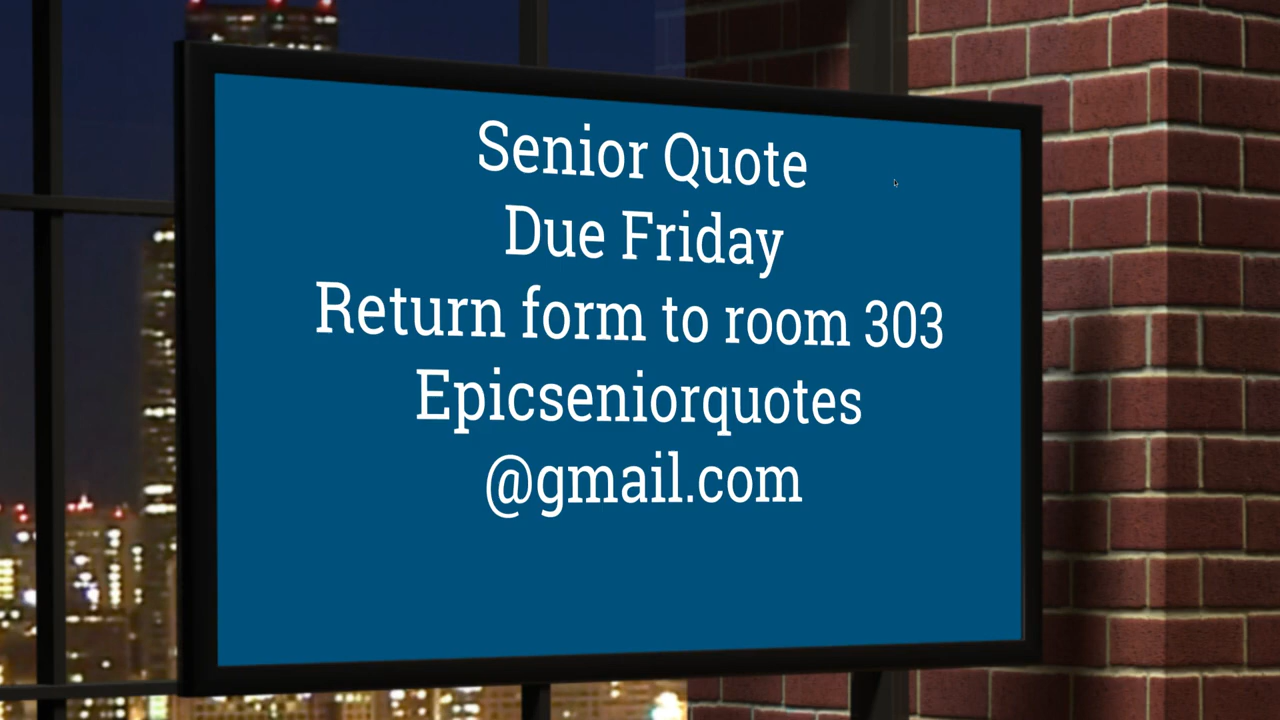 Senior Quote
Due Friday
Return form to room 303
Epicseniorquotes
@gmail.com